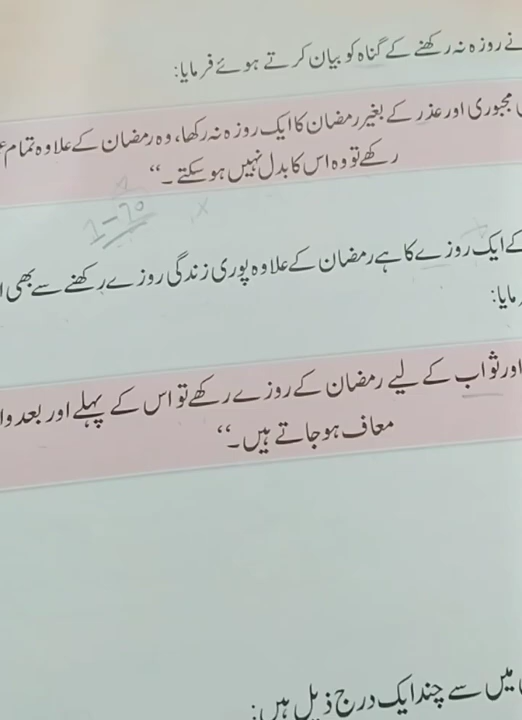 نے روزہ نہ رکھنے کے گناہ کو بیان کرتے ہوئے فرمایا:
مجبوری اور عذر کے بغیر رمضان کا ایک روزہ نہ رکھا، وہ رمضان کے علاوہ تمام
رکھے تو وہ اس کا بدل نہیں ہو سکتے۔“
1-20
کے ایک روزے کا ہے رمضان کے علاوہ پوری زندگی روزے رکھنے سے بھی
مایا:
اور ثواب کے لیے رمضان کے روزے رکھے تو اس کے پہلے اور بعد وا
معاف ہو جاتے ہیں۔“
میں سے چند ایک درج ذیل ہیں: